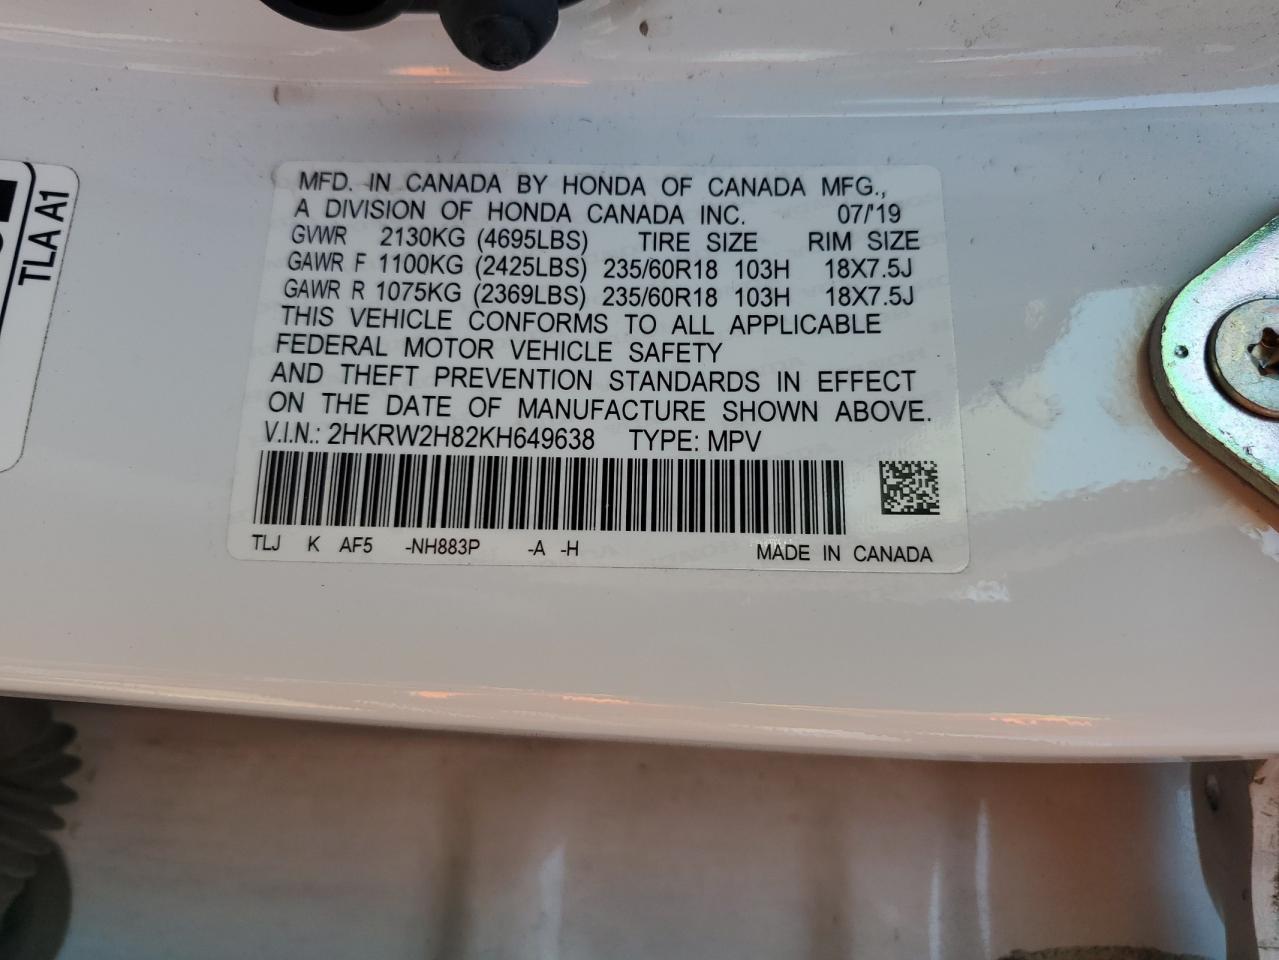 TLA A1
MFD. IN CANADA BY HONDA OF CANADA MFG.,
A DIVISION OF HONDA CANADA INC. 07/'19
GVWR 2130KG (4695LBS) TIRE SIZE RIM SIZE
GAWR F 1100KG (2425LBS) 235/60R18 103H 18X7.5J
GAWR R 1075KG (2369LBS) 235/60R18 103H 18X7.5J
THIS VEHICLE CONFORMS TO ALL APPLICABLE
FEDERAL MOTOR VEHICLE SAFETY
AND THEFT PREVENTION STANDARDS IN EFFECT
ON THE DATE OF MANUFACTURE SHOWN ABOVE.
V.I.N.: 2HKRW2H82KH649638 TYPE: MPV
TLJ K AF5 -NH883P -A -H MADE IN CANADA